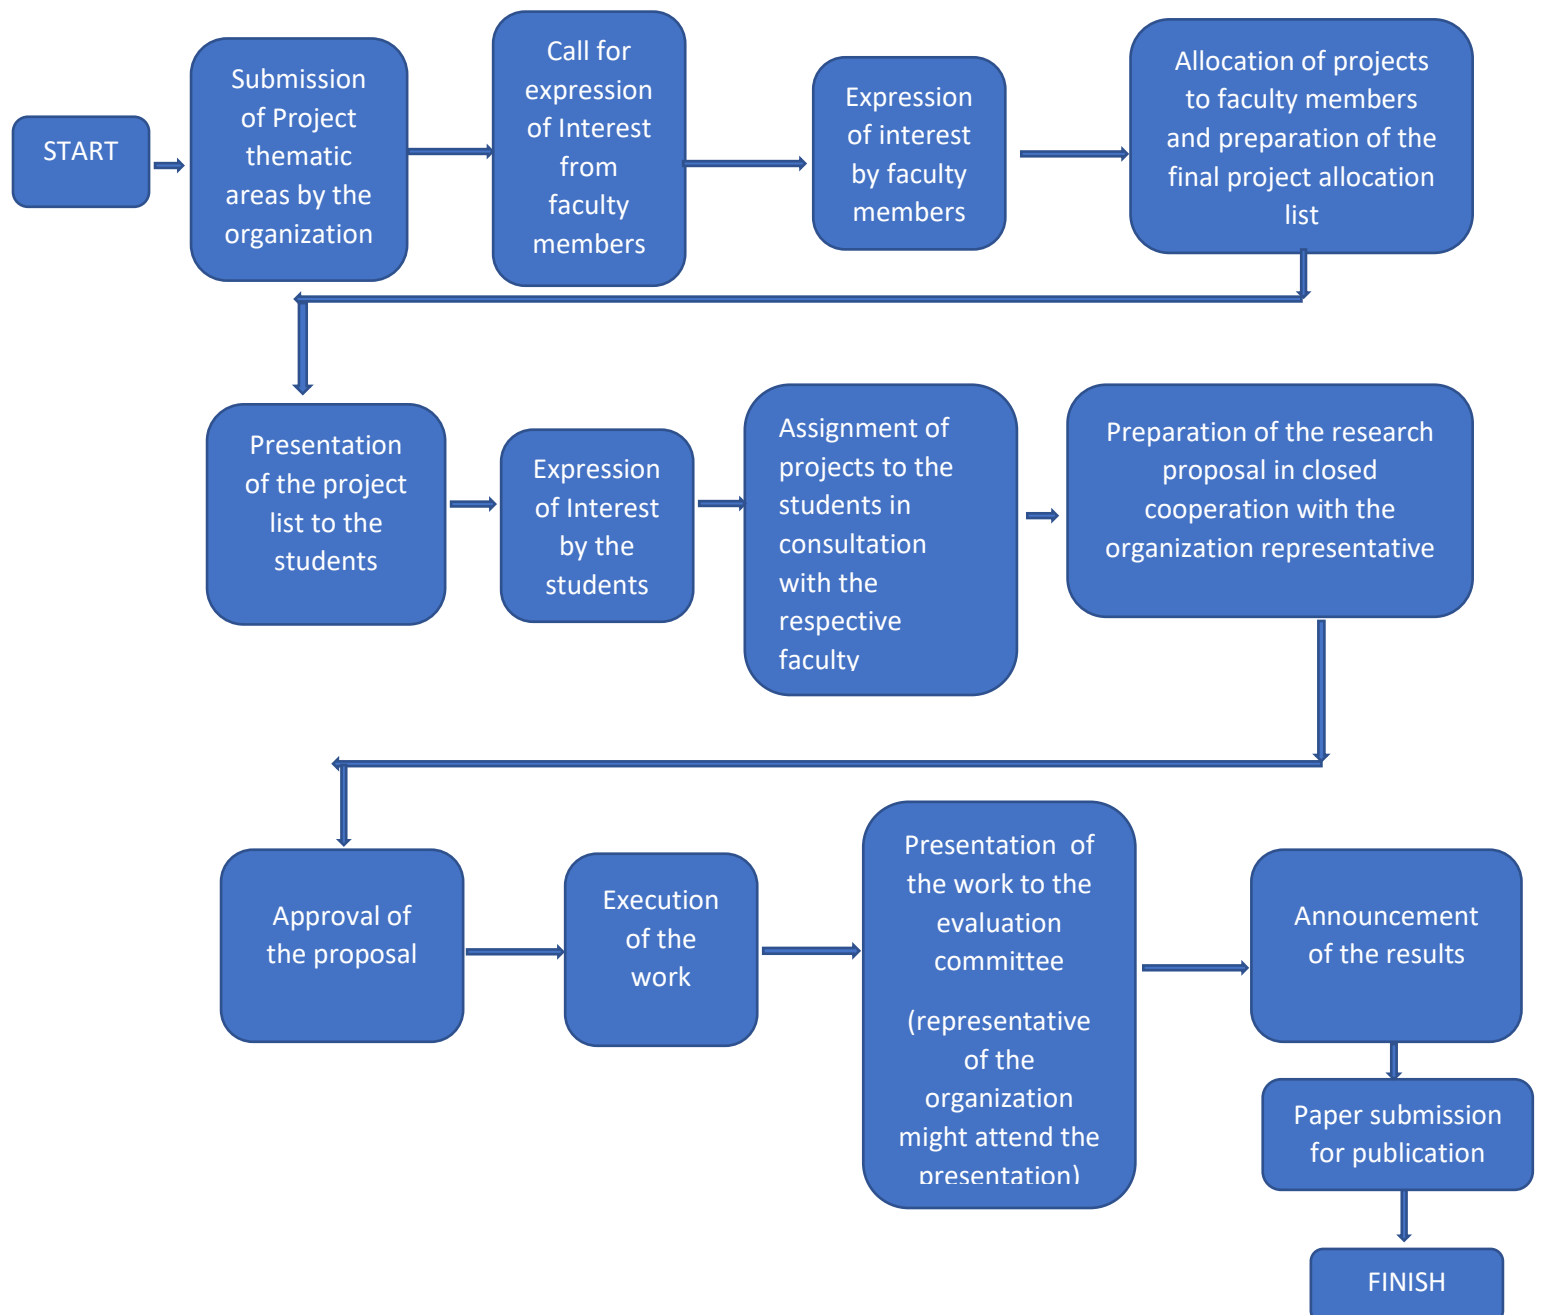 START
Submission
of Project
thematic
areas by the
organization
Call for
expression
of Interest
from
faculty
members
Expression
of interest
by faculty
members
Allocation of projects
to faculty members
and preparation of the
final project allocation
list
Presentation
of the project
list to the
students
Expression
of Interest
by the
students
Assignment of
projects to the
students in
consultation
with the
respective
faculty
Preparation of the research
proposal in closed
cooperation with the
organization representative
Approval of
the proposal
Execution
of the
work
Presentation of
the work to the
evaluation
committee
(representative
of the
organization
might attend the
presentation)
Announcement
of the results
Paper submission
for publication
FINISH